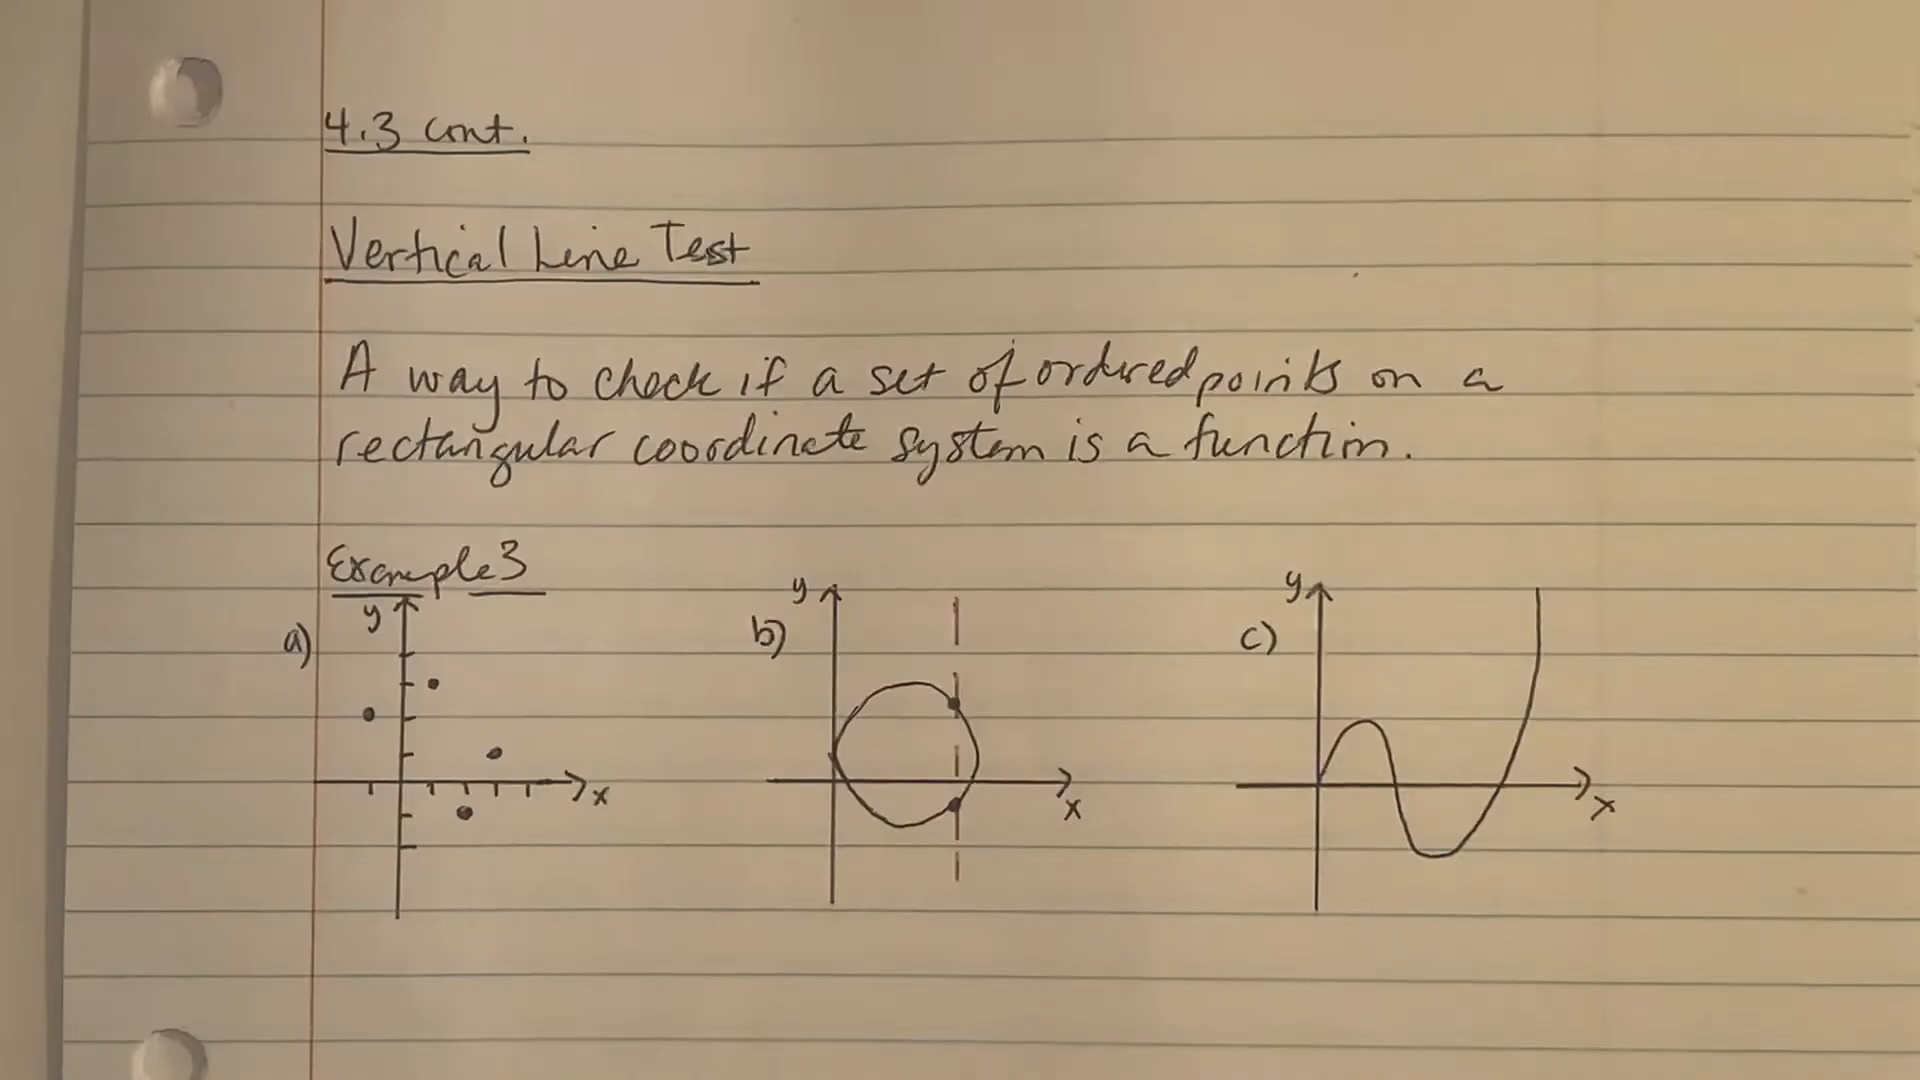 4.3 cont.
Vertical Line Test
A way to check if a set of ordered points on a
rectangular coordinate system is a function.
Example 3
a) y x
b) y x
c) y x